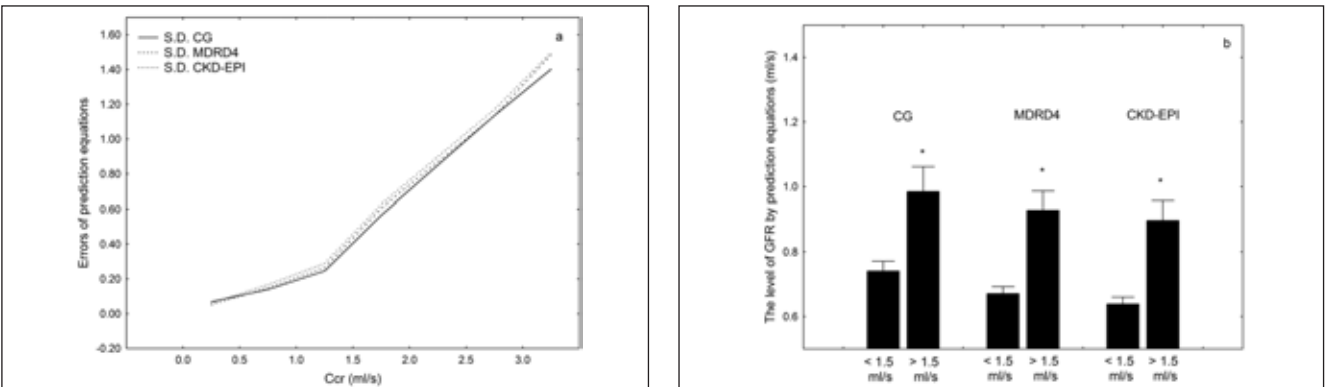 a
S.D. CG
S.D. MDRD4
S.D. CKD-EPI
Errors of prediction equations
1.60
1.40
1.20
1.00
0.80
0.60
0.40
0.20
0.00
-0.20
0.0 0.5 1.0 1.5 2.0 2.5 3.0
Ccr (ml/s)
b
The level of GFR by prediction equations (ml/s)
1.4
1.2
1.0
0.8
0.6
CG MDRD4 CKD-EPI
* * *
< 1.5 > 1.5 < 1.5 > 1.5 < 1.5 > 1.5
ml/s ml/s ml/s ml/s ml/s ml/s